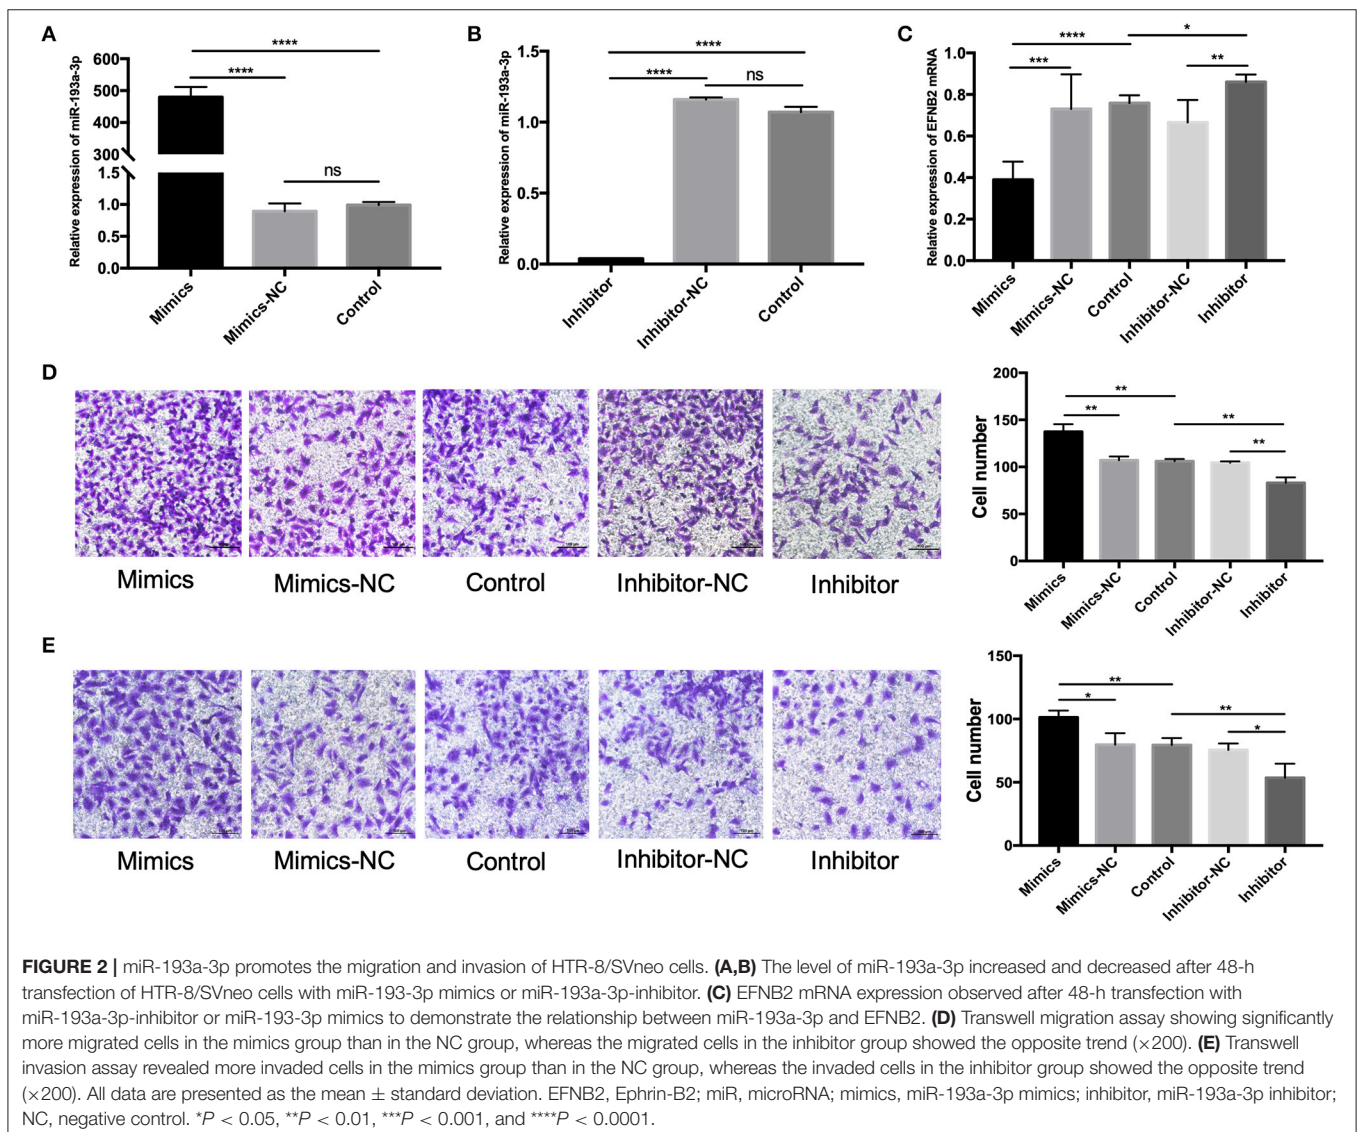 A
Relative expression of miR-193a-3p
600
500
400
300
1.5
1.0
0.5
0.0
****
****
ns
Mimics
Mimics-NC
Control
B
Relative expression of miR-193a-3p
1.5
1.0
0.5
0.0
****
****
ns
Inhibitor
Inhibitor-NC
Control
C
Relative expression of EFNB2 mRNA
1.0
0.8
0.6
0.4
0.2
0.0
****
*
***
**
Mimics
Mimics-NC
Control
Inhibitor-NC
Inhibitor
D
Mimics
Mimics-NC
Control
Inhibitor-NC
Inhibitor
Cell number
200
150
100
50
0
**
**
**
**
Mimics
Mimics-NC
Control
Inhibitor-NC
Inhibitor
E
Mimics
Mimics-NC
Control
Inhibitor-NC
Inhibitor
Cell number
150
100
50
0
**
*
**
*
Mimics
Mimics-NC
Control
Inhibitor-NC
Inhibitor
FIGURE 2 | miR-193a-3p promotes the migration and invasion of HTR-8/SVneo cells. (A,B) The level of miR-193a-3p increased and decreased after 48-h
transfection of HTR-8/SVneo cells with miR-193-3p mimics or miR-193a-3p-inhibitor. (C) EFNB2 mRNA expression observed after 48-h transfection with
miR-193a-3p-inhibitor or miR-193-3p mimics to demonstrate the relationship between miR-193a-3p and EFNB2. (D) Transwell migration assay showing significantly
more migrated cells in the mimics group than in the NC group, whereas the migrated cells in the inhibitor group showed the opposite trend (×200). (E) Transwell
invasion assay revealed more invaded cells in the mimics group than in the NC group, whereas the invaded cells in the inhibitor group showed the opposite trend
(×200). All data are presented as the mean ± standard deviation. EFNB2, Ephrin-B2; miR, microRNA; mimics, miR-193a-3p mimics; inhibitor, miR-193a-3p inhibitor;
NC, negative control. *P < 0.05, **P < 0.01, ***P < 0.001, and ****P < 0.0001.